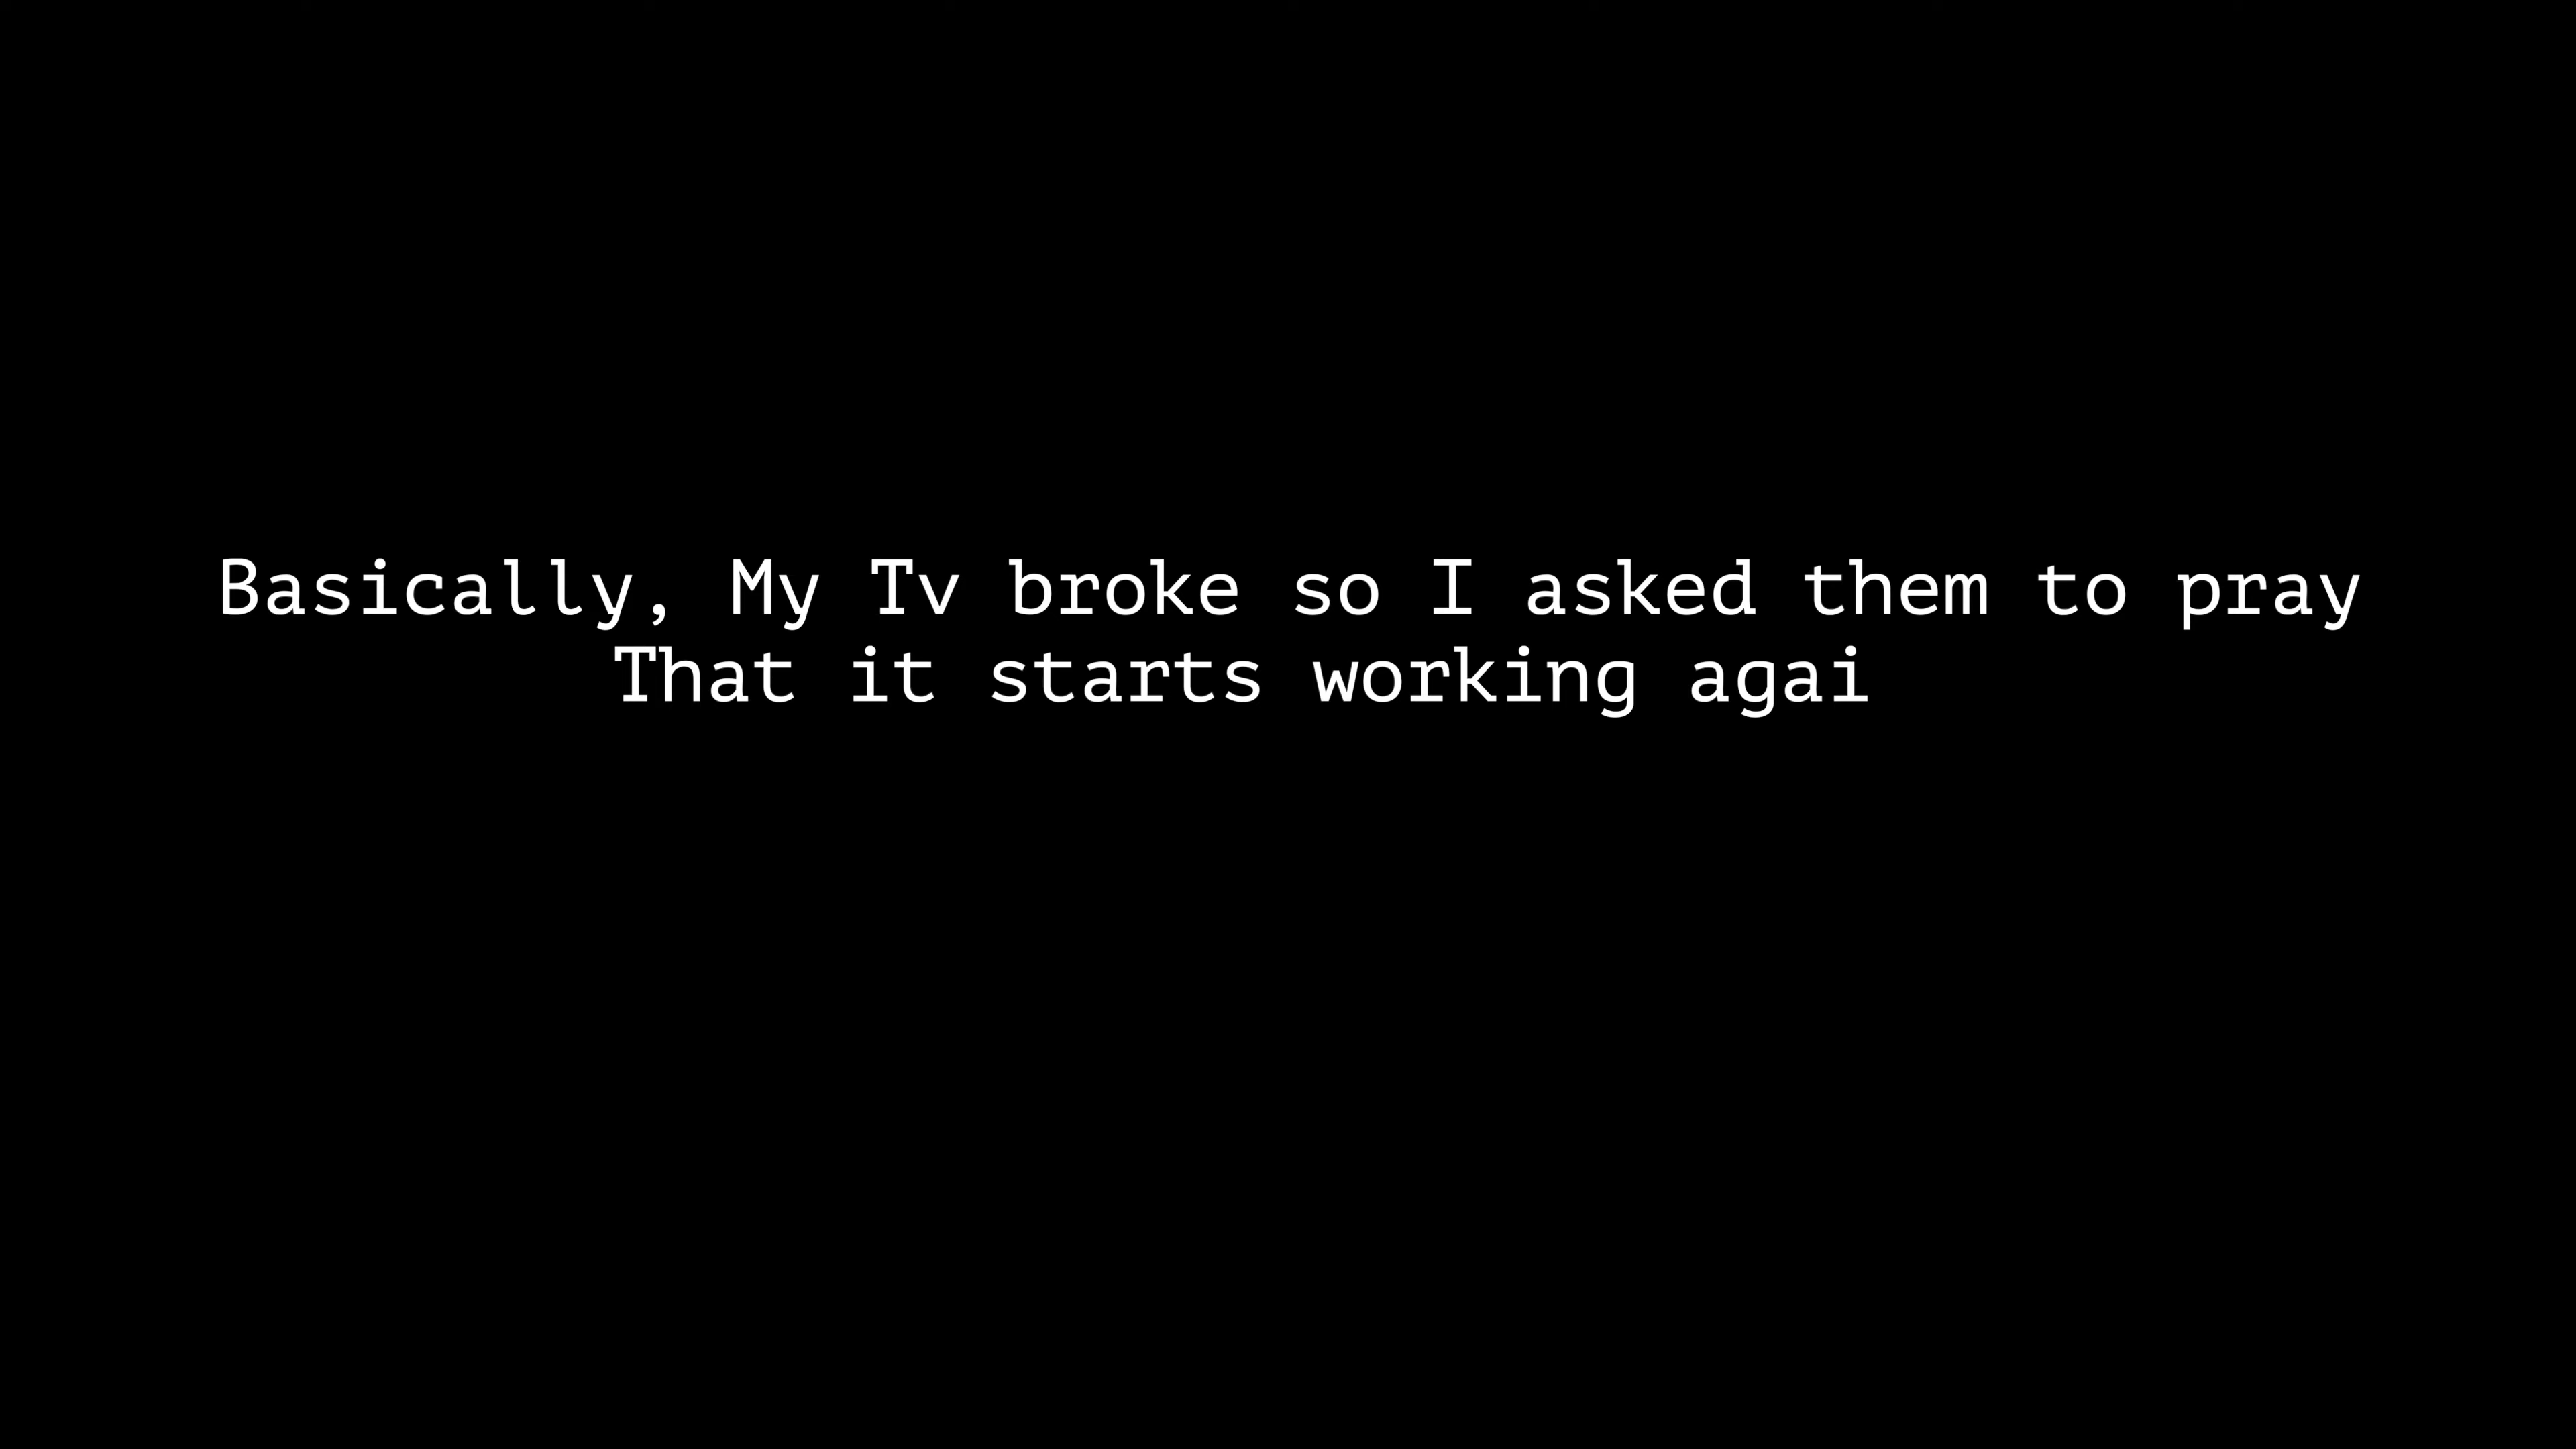 Basically, My Tv broke so I asked them to pray
That it starts working agai